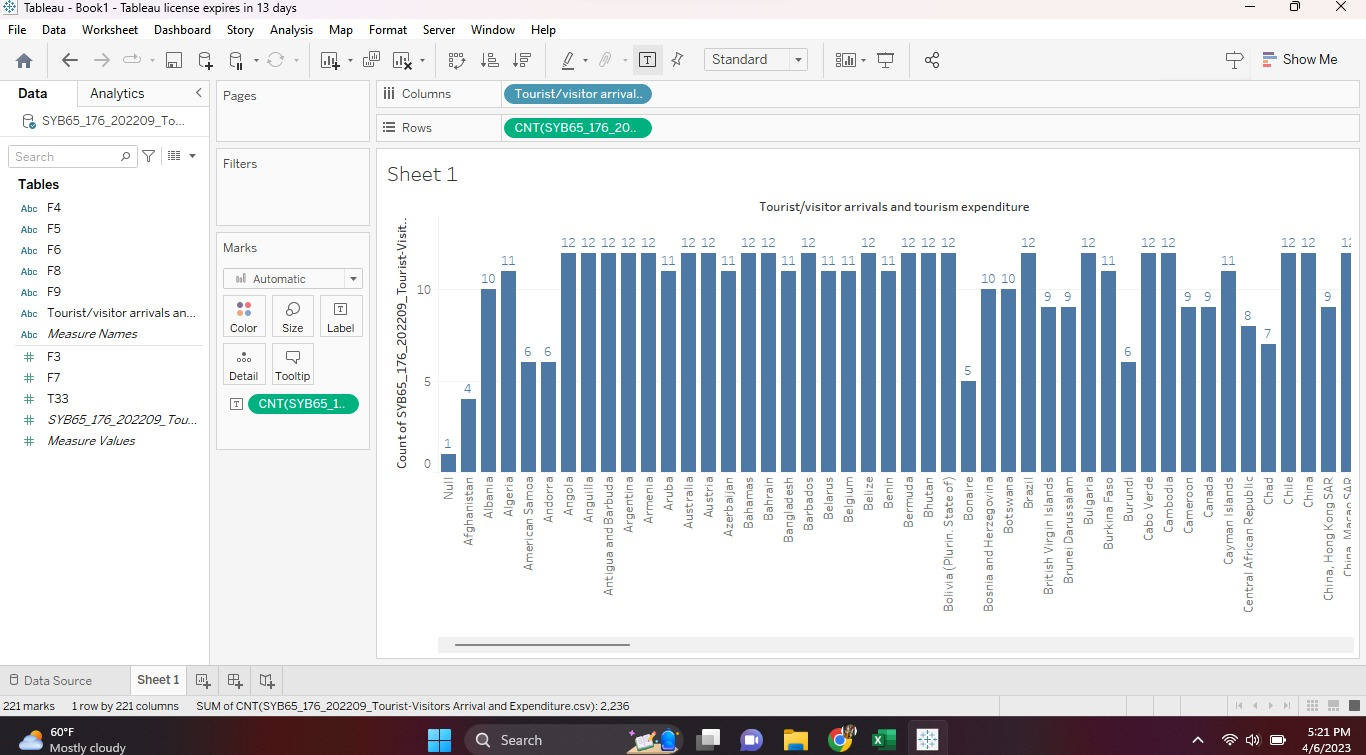 Tableau - Book1 - Tableau license expires in 13 days
File Data Worksheet Dashboard Story Analysis Map Format Server Window Help
Standard
Show Me
Data Analytics
SYB65_176_202209_To...
Search
Tables
Abc F4
Abc F5
Abc F6
Abc F8
Abc F9
Abc Tourist/visitor arrivals an...
Abc Measure Names
# F3
# F7
# T33
# SYB65_176_202209_Tou...
# Measure Values
Pages
Filters
Marks
Automatic
Color Size Label
Detail Tooltip
CNT(SYB65_1..
Columns Tourist/visitor arrival..
Rows CNT(SYB65_176_20..
Sheet 1
Tourist/visitor arrivals and tourism expenditure
Count of SYB65_176_202209_Tourist-Visit..
10
5
0
1 4 10 11 6 6 12 12 12 12 12 11 12 12 11 12 12 11 12 11 11 12 11 12 12 12 5 10 10 12 9 9 12 11 6 12 12 9 9 11 8 7 12 12 9 12
Null
Afghanistan
Albania
Algeria
American Samoa
Andorra
Angola
Anguilla
Antigua and Barbuda
Argentina
Armenia
Aruba
Australia
Austria
Azerbaijan
Bahamas
Bahrain
Bangladesh
Barbados
Belarus
Belgium
Belize
Benin
Bermuda
Bhutan
Bolivia (Plurin. State of)
Bonaire
Bosnia and Herzegovina
Botswana
Brazil
British Virgin Islands
Brunei Darussalam
Bulgaria
Burkina Faso
Burundi
Cabo Verde
Cambodia
Cameroon
Canada
Cayman Islands
Central African Republic
Chad
Chile
China
China, Hong Kong SAR
China, Macao SAR
Data Source Sheet 1
221 marks 1 row by 221 columns SUM of CNT(SYB65_176_202209_Tourist-Visitors Arrival and Expenditure.csv): 2,236
60°F
Mostly cloudy
Search
5:21 PM
4/6/2023